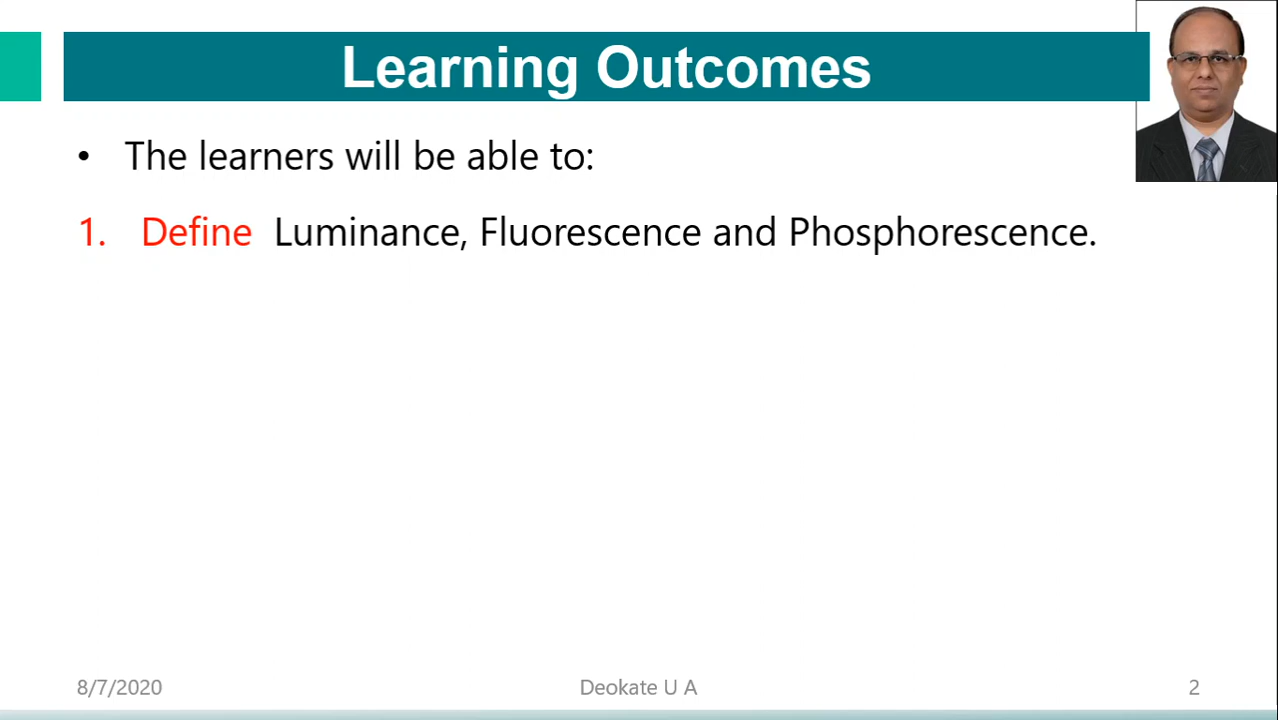 Learning Outcomes
• The learners will be able to:
1. Define Luminance, Fluorescence and Phosphorescence.
8/7/2020 Deokate U A 2